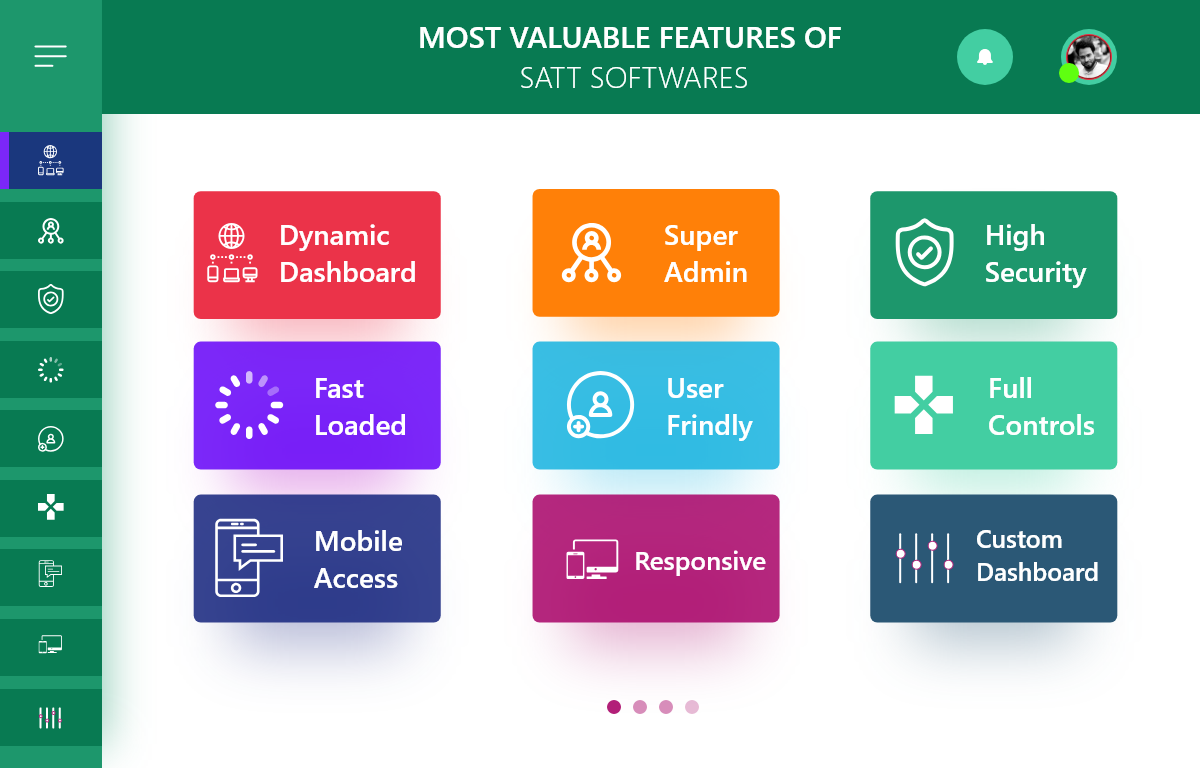 MOST VALUABLE FEATURES OF
SATT SOFTWARES
Dynamic
Dashboard
Super
Admin
High
Security
Fast
Loaded
User
Frindly
Full
Controls
Mobile
Access
Responsive
Custom
Dashboard